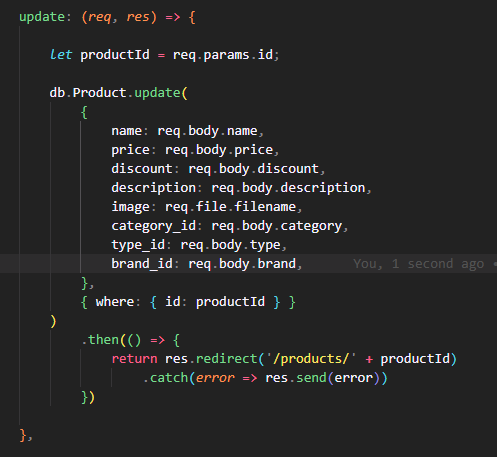 update: (req, res) => {
let productId = req.params.id;
db.Product.update(
{
name: req.body.name,
price: req.body.price,
discount: req.body.discount,
description: req.body.description,
image: req.file.filename,
category_id: req.body.category,
type_id: req.body.type,
brand_id: req.body.brand, You, 1 second ago •
},
{ where: { id: productId } }
)
.then(() => {
return res.redirect('/products/' + productId)
.catch(error => res.send(error))
})
},